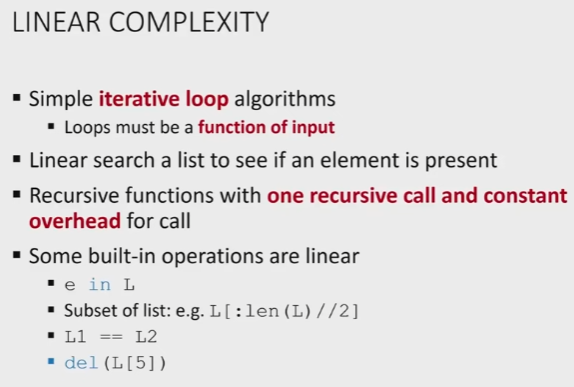 LINEAR COMPLEXITY
▪ Simple iterative loop algorithms
▪ Loops must be a function of input
▪ Linear search a list to see if an element is present
▪ Recursive functions with one recursive call and constant
overhead for call
▪ Some built-in operations are linear
▪ e in L
▪ Subset of list: e.g. L[:len(L)//2]
▪ L1 == L2
▪ del(L[5])